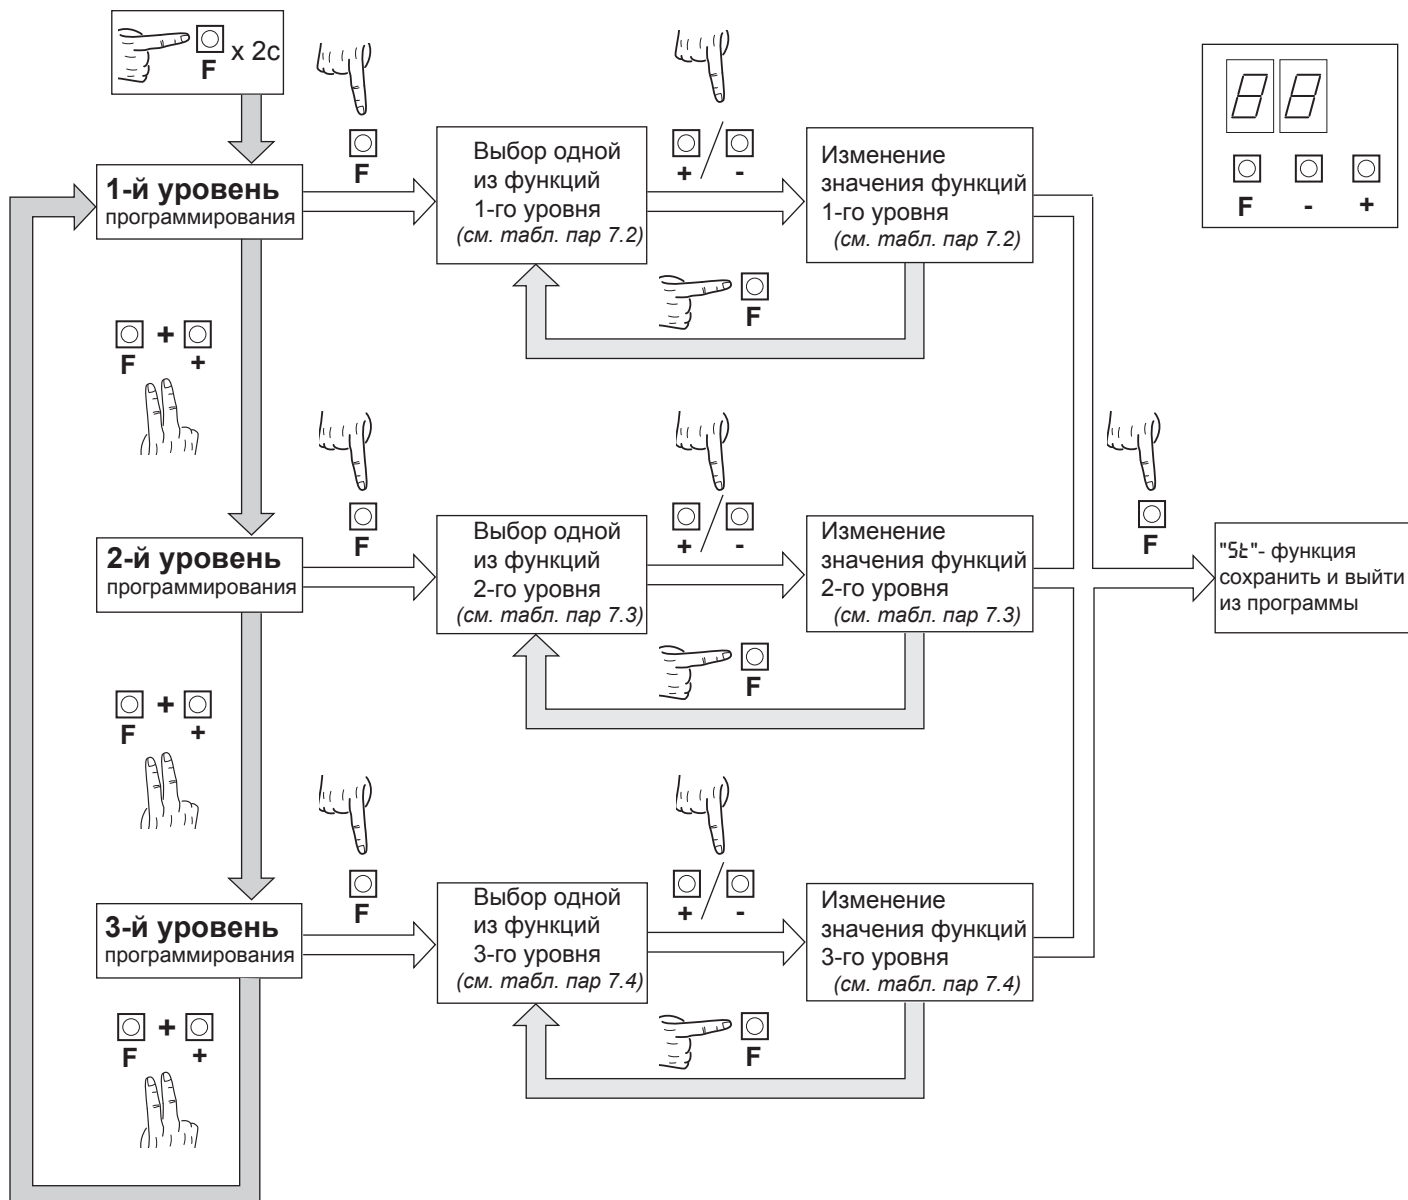 F x 2с
1-й уровень
программирования
F
Выбор одной
из функций
1-го уровня
(см. табл. пар 7.2)
+ / -
Изменение
значения функций
1-го уровня
(см. табл. пар 7.2)
F
88
F - +
F + +
2-й уровень
программирования
F
Выбор одной
из функций
2-го уровня
(см. табл. пар 7.3)
+ / -
Изменение
значения функций
2-го уровня
(см. табл. пар 7.3)
F
F
"St"- функция
сохранить и выйти
из программы
F + +
3-й уровень
программирования
F
Выбор одной
из функций
3-го уровня
(см. табл. пар 7.4)
+ / -
Изменение
значения функций
3-го уровня
(см. табл. пар 7.4)
F
F + +